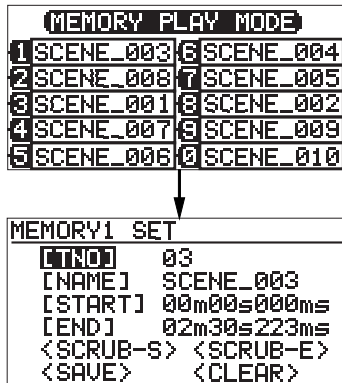 MEMORY PLAY MODE
1 SCENE_003 6 SCENE_004
2 SCENE_008 7 SCENE_005
3 SCENE_001 8 SCENE_002
4 SCENE_007 9 SCENE_009
5 SCENE_006 0 SCENE_010
MEMORY1 SET
[TNO] 03
[NAME] SCENE_003
[START] 00m00s000ms
[END] 02m30s223ms
<SCRUB-S> <SCRUB-E>
<SAVE> <CLEAR>